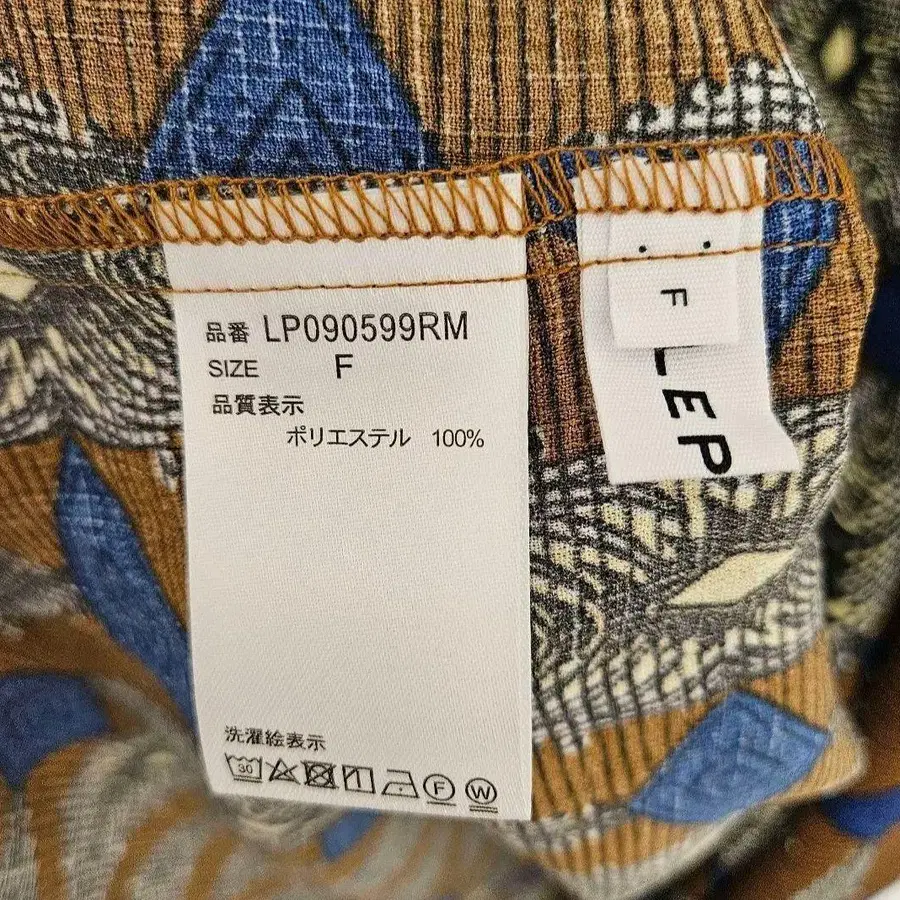 品番 LP090599RM
SIZE F
品質表示
ポリエステル 100%
洗濯絵表示
30
F
W
F
LEP